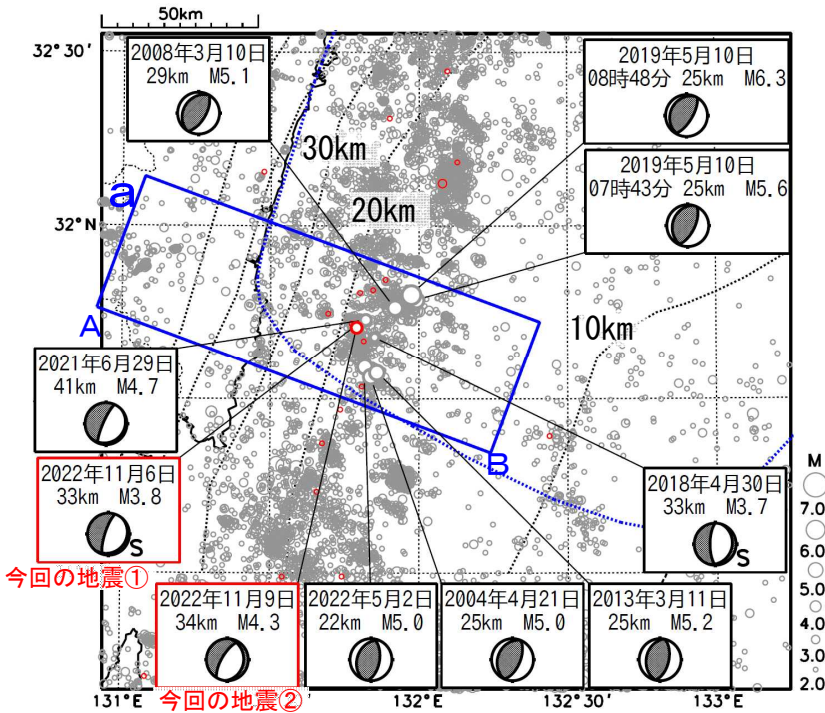 50km
32°30′
2008年3月10日
29km M5.1
2019年5月10日
08時48分 25km M6.3
30km
2019年5月10日
07時43分 25km M5.6
a
20km
32°N
A
10km
2021年6月29日
41km M4.7
B
M
2022年11月6日
33km M3.8
S
今回の地震①
2018年4月30日
33km M3.7
S
7.0
6.0
5.0
4.0
3.0
2.0
2022年11月9日
34km M4.3
今回の地震②
2022年5月2日
22km M5.0
2004年4月21日
25km M5.0
2013年3月11日
25km M5.2
131°E
132°E
132°30′
133°E